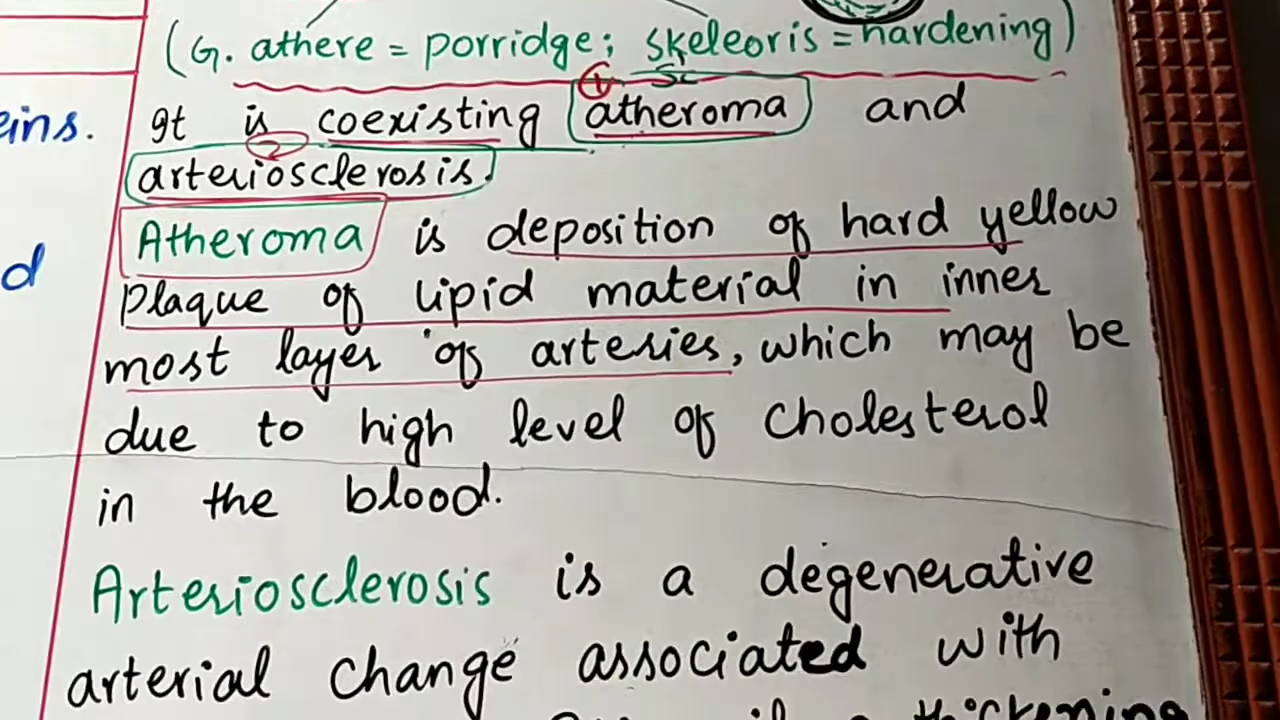 (G. athere = porridge; skeleoris = hardening)
eins.
It is coexisting atheroma and
arteriosclerosis.
Atheroma is deposition of hard yellow
d
plaque of lipid material in inner
most layer of arteries, which may be
due to high level of cholesterol
in the blood.
Arteriosclerosis is a degenerative
arterial change associated with
thickening